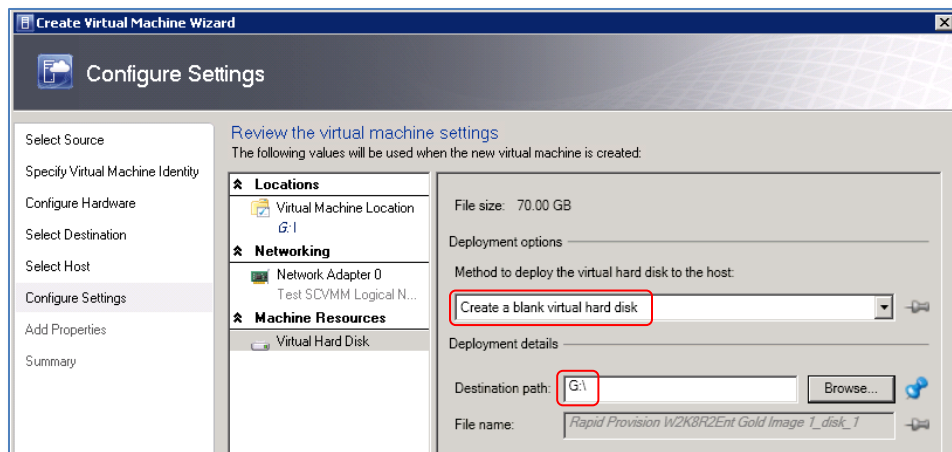 Create Virtual Machine Wizard
Configure Settings
Select Source
Specify Virtual Machine Identity
Configure Hardware
Select Destination
Select Host
Configure Settings
Add Properties
Summary
Review the virtual machine settings
The following values will be used when the new virtual machine is created:
Locations
Virtual Machine Location
G:\
Networking
Network Adapter 0
Test SCVMM Logical N...
Machine Resources
Virtual Hard Disk
File size: 70.00 GB
Deployment options
Method to deploy the virtual hard disk to the host:
Create a blank virtual hard disk
Deployment details
Destination path: G:\ Browse...
File name: Rapid Provision W2K8R2Ent Gold Image 1_disk_1